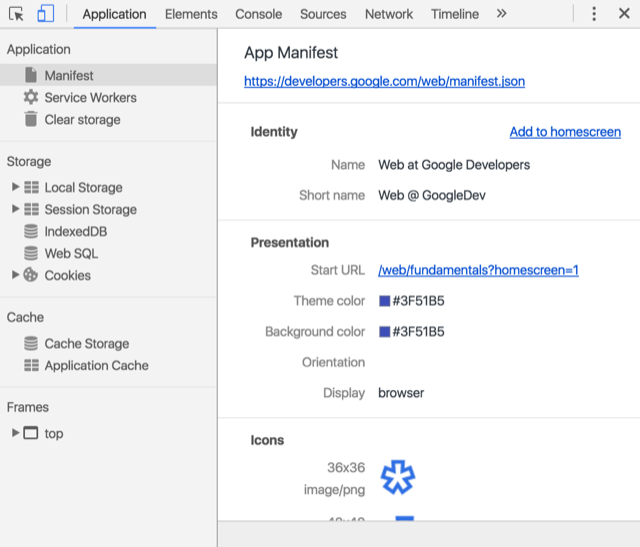 Application Elements Console Sources Network Timeline
Application
Manifest
Service Workers
Clear storage
Storage
Local Storage
Session Storage
IndexedDB
Web SQL
Cookies
Cache
Cache Storage
Application Cache
Frames
top
App Manifest
https://developers.google.com/web/manifest.json
Identity Add to homescreen
Name Web at Google Developers
Short name Web @ GoogleDev
Presentation
Start URL /web/fundamentals?homescreen=1
Theme color #3F51B5
Background color #3F51B5
Orientation
Display browser
Icons
36x36
image/png